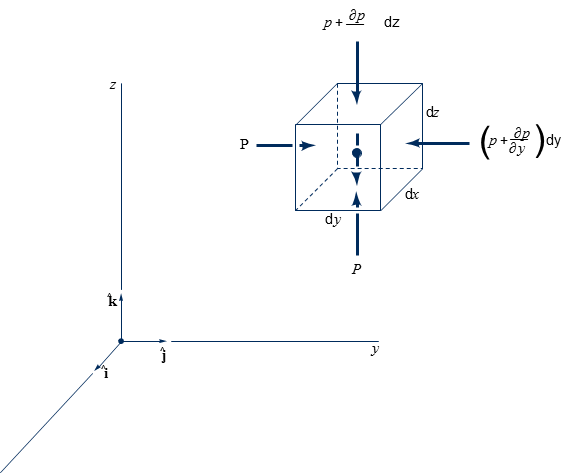 p + ∂p dz
z
dz
P
(p + ∂p/∂y) dy
dx
dy
P
k̂
ĵ
y
î